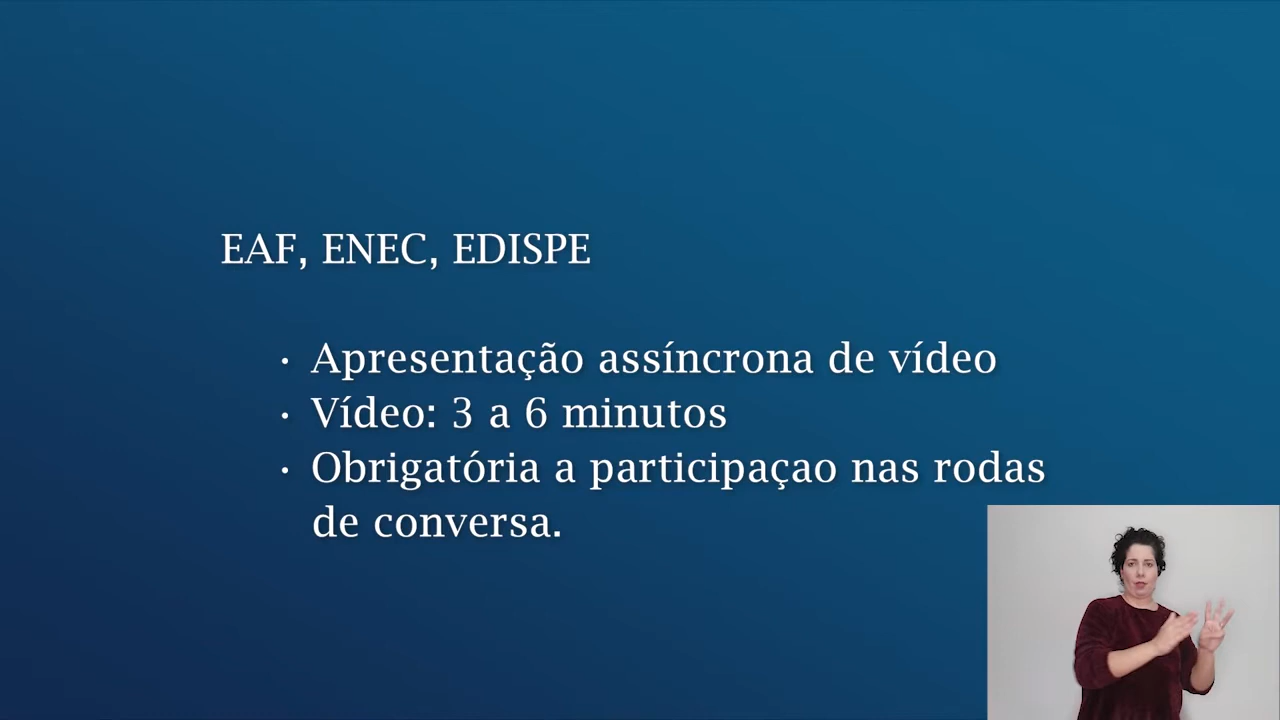 EAF, ENEC, EDISPE
· Apresentação assíncrona de vídeo
· Vídeo: 3 a 6 minutos
· Obrigatória a participaçao nas rodas
de conversa.